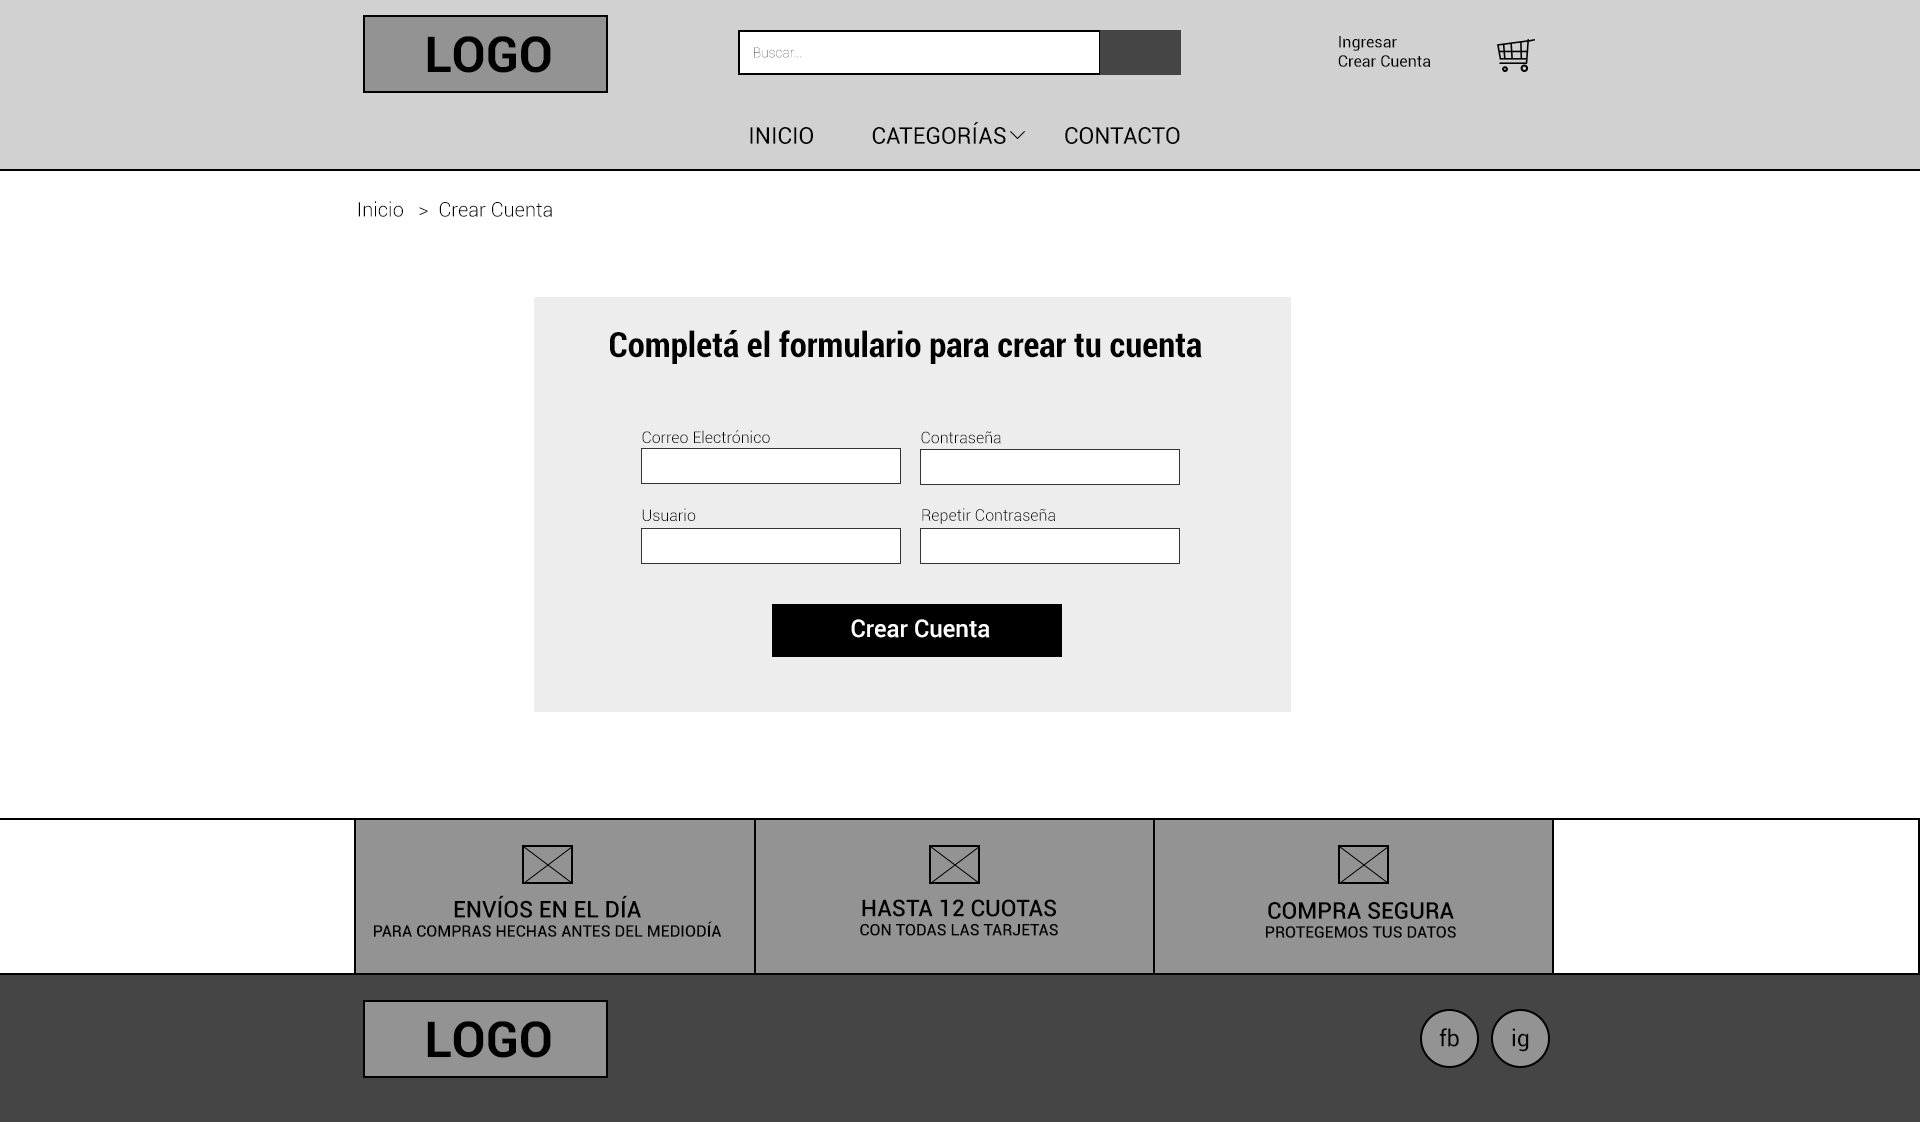 LOGO
Buscar...
Ingresar
Crear Cuenta
INICIO CATEGORÍAS CONTACTO
Inicio > Crear Cuenta
Completá el formulario para crear tu cuenta
Correo Electrónico
Contraseña
Usuario
Repetir Contraseña
Crear Cuenta
ENVÍOS EN EL DÍA
PARA COMPRAS HECHAS ANTES DEL MEDIODÍA
HASTA 12 CUOTAS
CON TODAS LAS TARJETAS
COMPRA SEGURA
PROTEGEMOS TUS DATOS
LOGO
fb
ig